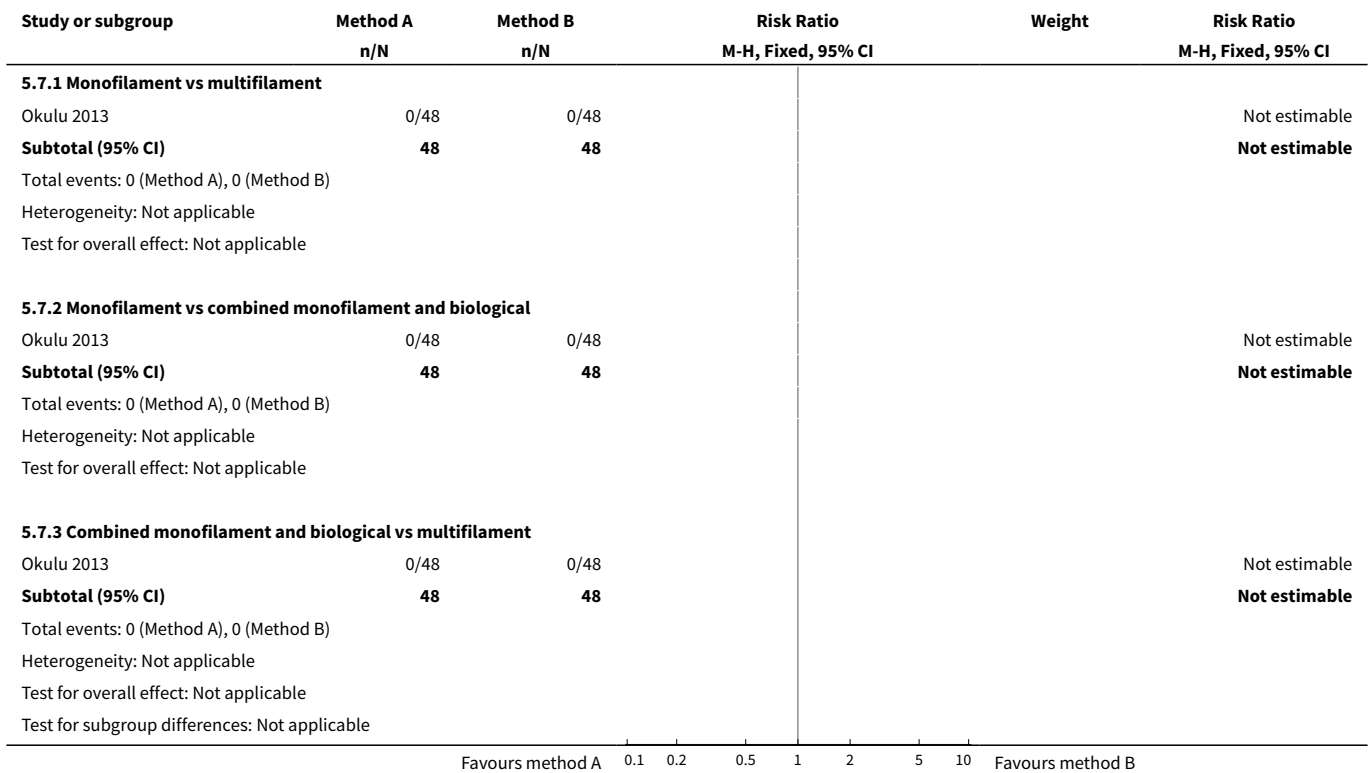 Study or subgroup Method A Method B Risk Ratio Weight Risk Ratio
n/N n/N M-H, Fixed, 95% CI M-H, Fixed, 95% CI
5.7.1 Monofilament vs multifilament
Okulu 2013 0/48 0/48 Not estimable
Subtotal (95% CI) 48 48 Not estimable
Total events: 0 (Method A), 0 (Method B)
Heterogeneity: Not applicable
Test for overall effect: Not applicable
5.7.2 Monofilament vs combined monofilament and biological
Okulu 2013 0/48 0/48 Not estimable
Subtotal (95% CI) 48 48 Not estimable
Total events: 0 (Method A), 0 (Method B)
Heterogeneity: Not applicable
Test for overall effect: Not applicable
5.7.3 Combined monofilament and biological vs multifilament
Okulu 2013 0/48 0/48 Not estimable
Subtotal (95% CI) 48 48 Not estimable
Total events: 0 (Method A), 0 (Method B)
Heterogeneity: Not applicable
Test for overall effect: Not applicable
Test for subgroup differences: Not applicable
Favours method A 0.1 0.2 0.5 1 2 5 10 Favours method B